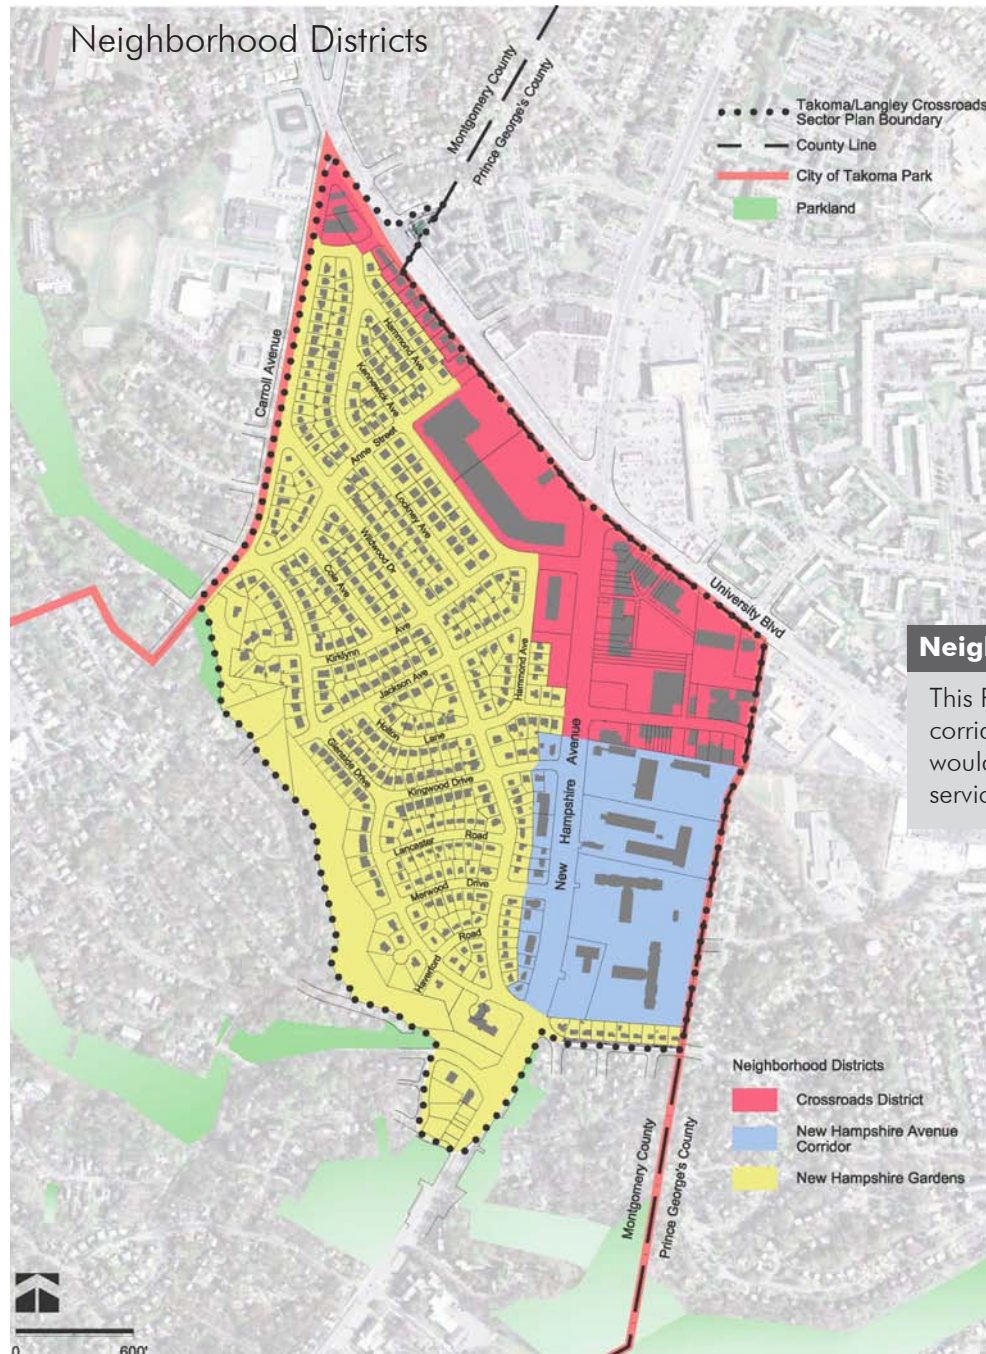 Neighborhood Districts
Montgomery County
Prince George's County
Takoma/Langley Crossroads
Sector Plan Boundary
County Line
City of Takoma Park
Parkland
Carroll Avenue
Hammond Ave
Kennewick Ave
Anne Street
Lockney Ave
Wildwood Dr
Cole Ave
University Blvd
Kirklynn Ave
Hammond Ave
Jackson Ave
Holton Lane
Glenside Drive
Kingwood Drive
New Hampshire Avenue
Lancaster Road
Merwood Drive
Haverford Road
This
corrid
would
servic
Neighborhood Districts
Crossroads District
New Hampshire Avenue
Corridor
New Hampshire Gardens
Montgomery County
Prince George's County
0 600'